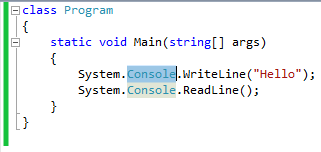 class Program
{
    static void Main(string[] args)
    {
        System.Console.WriteLine("Hello");
        System.Console.ReadLine();
    }
}